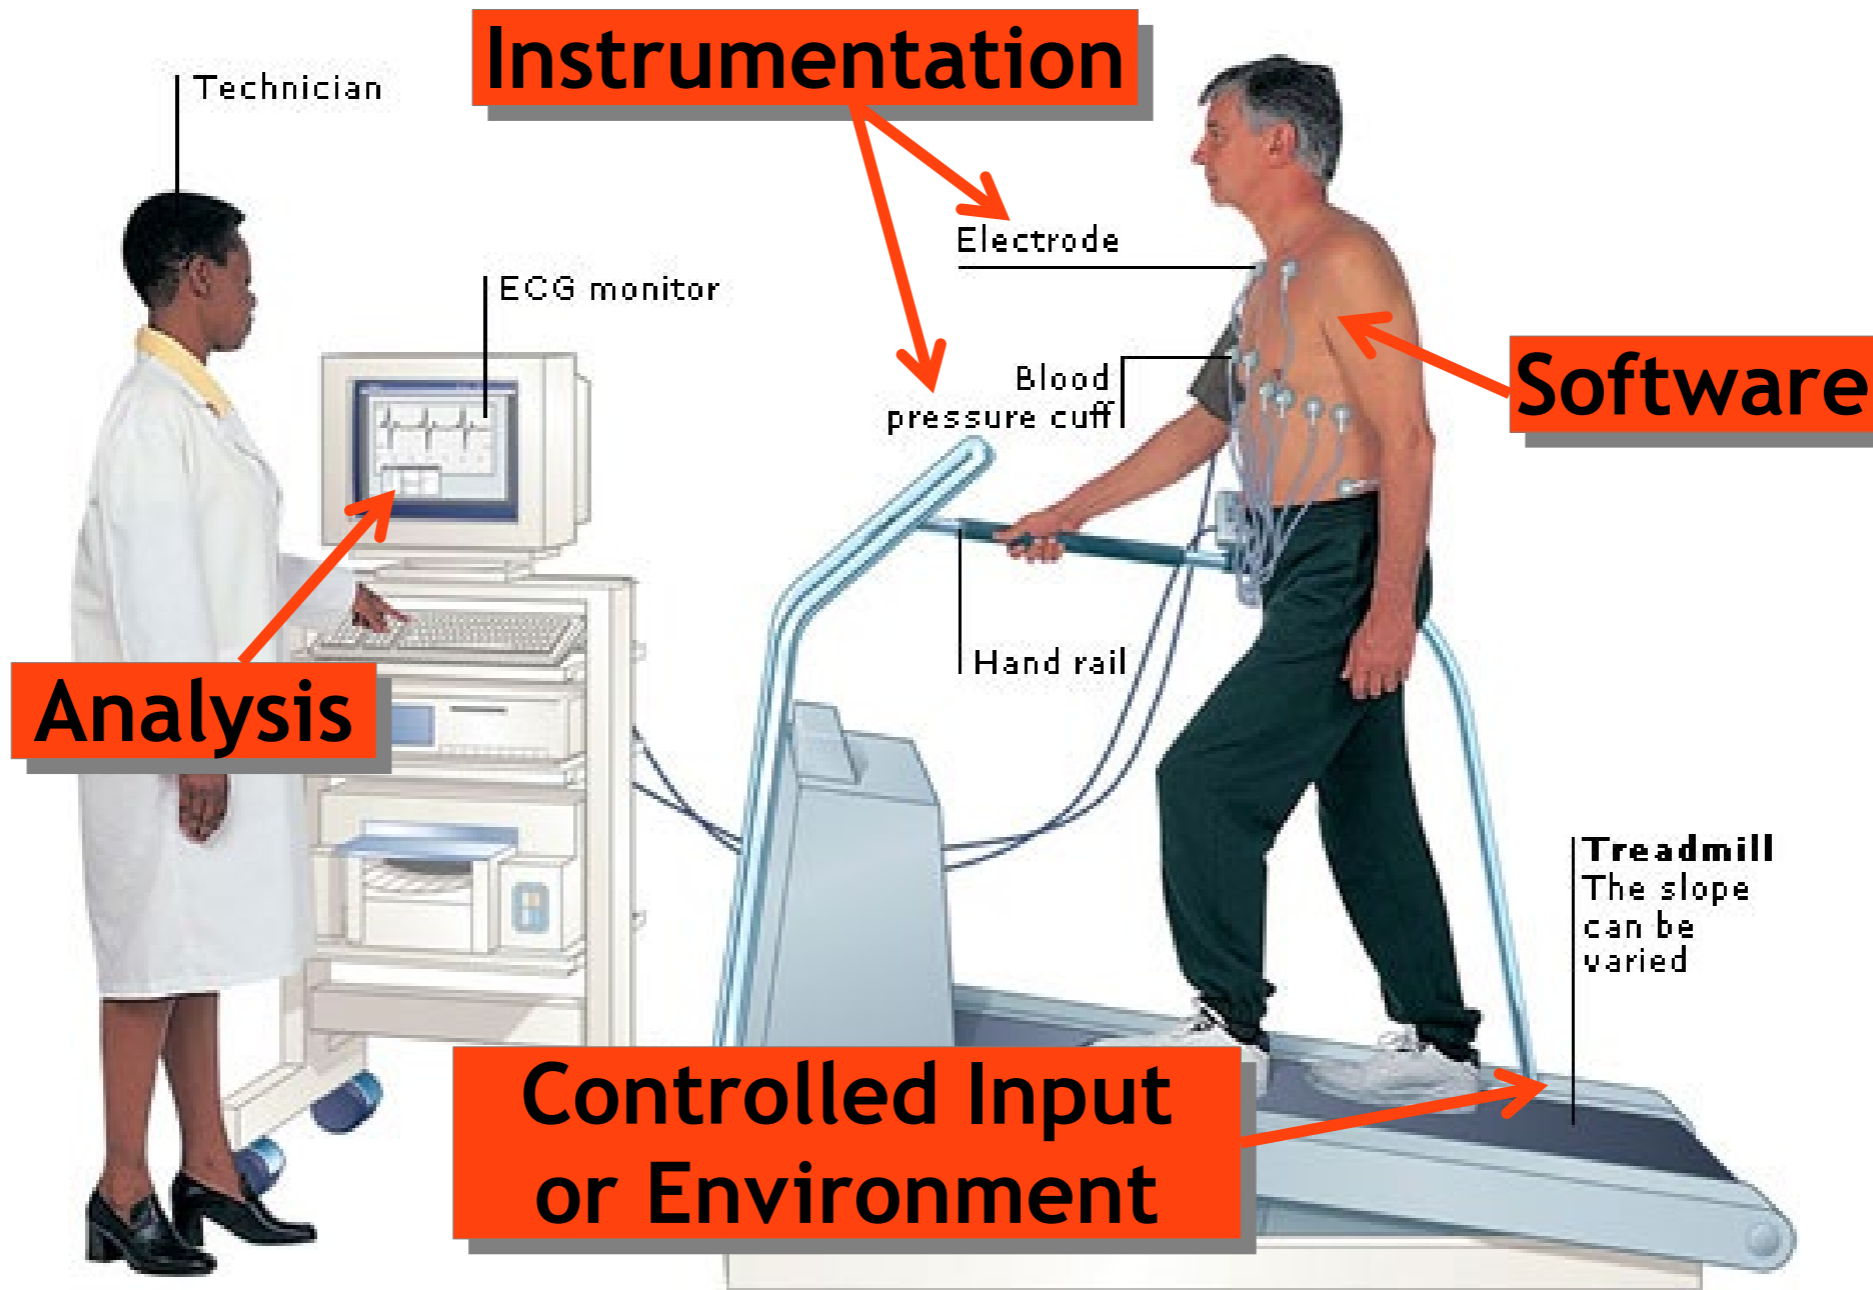 Instrumentation
Technician
Electrode
ECG monitor
Blood
pressure cuff
Software
Hand rail
Analysis
Treadmill
The slope
can be
varied
Controlled Input
or Environment